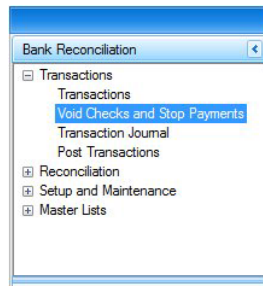 Bank Reconciliation
Transactions
Transactions
Void Checks and Stop Payments
Transaction Journal
Post Transactions
Reconciliation
Setup and Maintenance
Master Lists